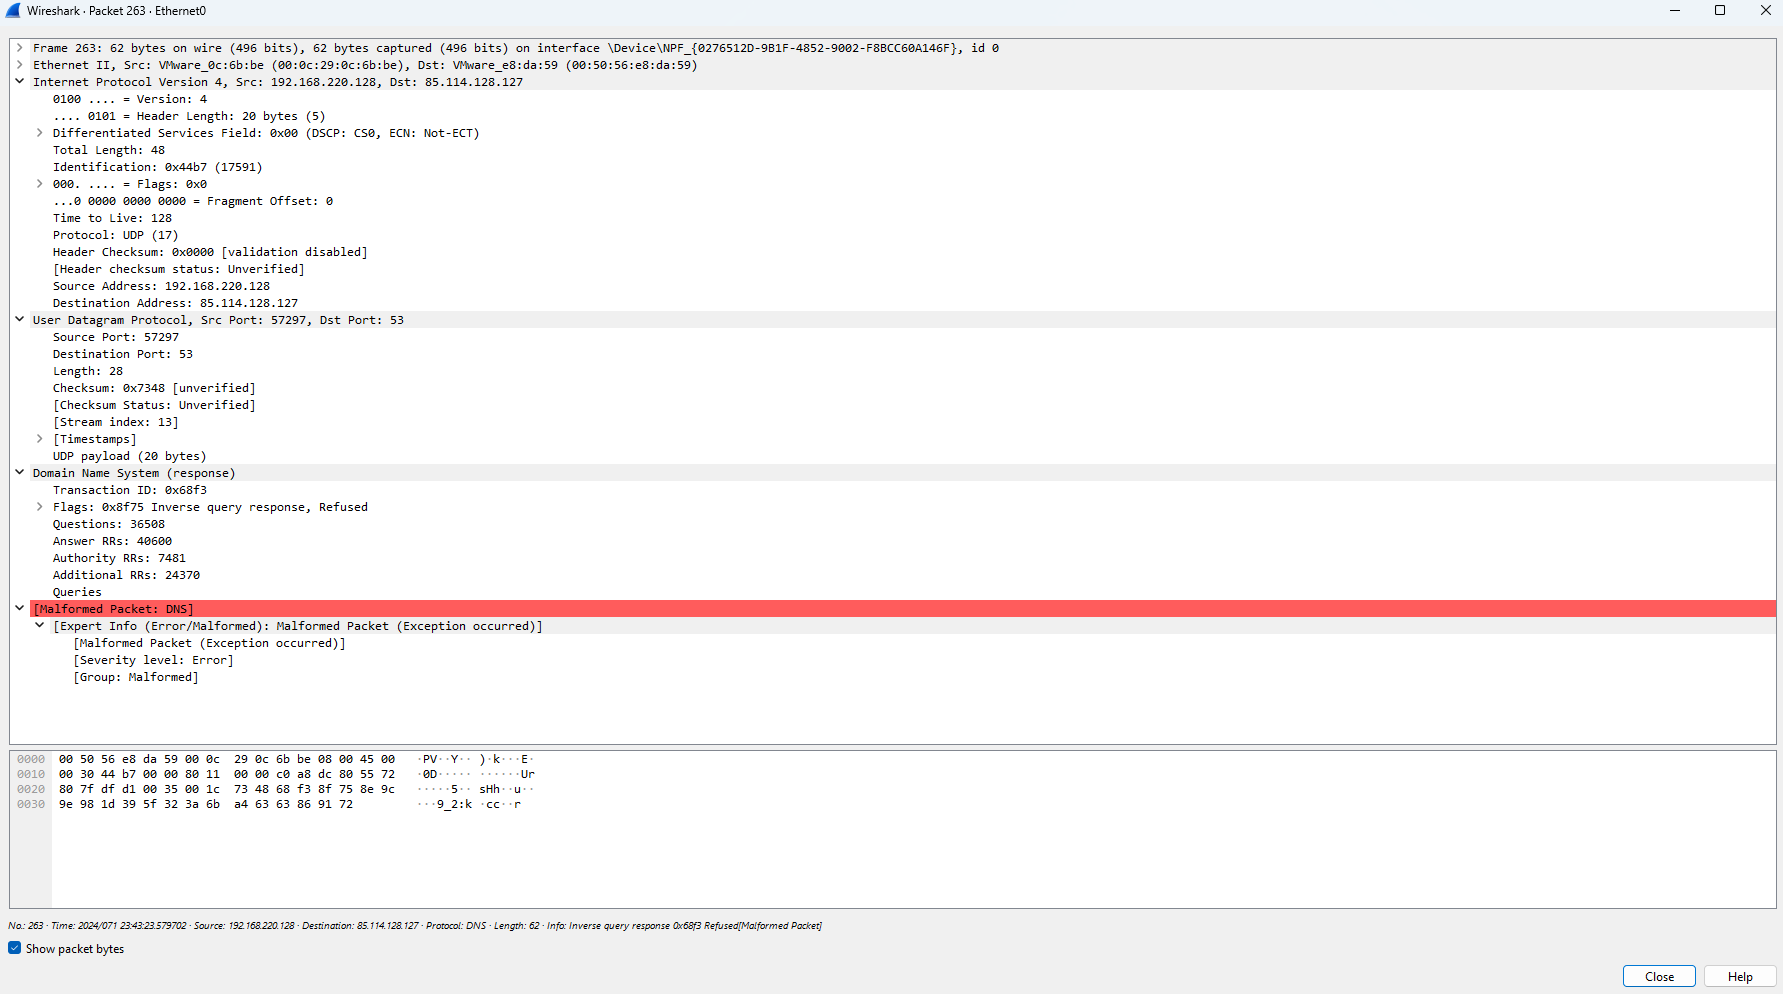 Wireshark · Packet 263 · Ethernet0
Frame 263: 62 bytes on wire (496 bits), 62 bytes captured (496 bits) on interface \Device\NPF_{0276512D-9B1F-4852-9002-F8BCC60A146F}, id 0
Ethernet II, Src: VMware_0c:6b:be (00:0c:29:0c:6b:be), Dst: VMware_e8:da:59 (00:50:56:e8:da:59)
Internet Protocol Version 4, Src: 192.168.220.128, Dst: 85.114.128.127
0100 .... = Version: 4
.... 0101 = Header Length: 20 bytes (5)
Differentiated Services Field: 0x00 (DSCP: CS0, ECN: Not-ECT)
Total Length: 48
Identification: 0x44b7 (17591)
000. .... = Flags: 0x0
...0 0000 0000 0000 = Fragment Offset: 0
Time to Live: 128
Protocol: UDP (17)
Header Checksum: 0x0000 [validation disabled]
[Header checksum status: Unverified]
Source Address: 192.168.220.128
Destination Address: 85.114.128.127
User Datagram Protocol, Src Port: 57297, Dst Port: 53
Source Port: 57297
Destination Port: 53
Length: 28
Checksum: 0x7348 [unverified]
[Checksum Status: Unverified]
[Stream index: 13]
[Timestamps]
UDP payload (20 bytes)
Domain Name System (response)
Transaction ID: 0x68f3
Flags: 0x8f75 Inverse query response, Refused
Questions: 36508
Answer RRs: 40600
Authority RRs: 7481
Additional RRs: 24370
Queries
[Malformed Packet: DNS]
[Expert Info (Error/Malformed): Malformed Packet (Exception occurred)]
[Malformed Packet (Exception occurred)]
[Severity level: Error]
[Group: Malformed]
0000 00 50 56 e8 da 59 00 0c 29 0c 6b be 08 00 45 00 ·PV··Y·· )·k···E·
0010 00 30 44 b7 00 00 80 11 00 00 c0 a8 dc 80 55 72 ·0D····· ······Ur
0020 80 7f df d1 00 35 00 1c 73 48 68 f3 8f 75 8e 9c ·····5·· sHh··u··
0030 9e 98 1d 39 5f 32 3a 6b a4 63 63 86 91 72 ···9_2:k ·cc··r
No.: 263 · Time: 2024/071 23:43:23.579702 · Source: 192.168.220.128 · Destination: 85.114.128.127 · Protocol: DNS · Length: 62 · Info: Inverse query response 0x68f3 Refused[Malformed Packet]
Show packet bytes
Close Help